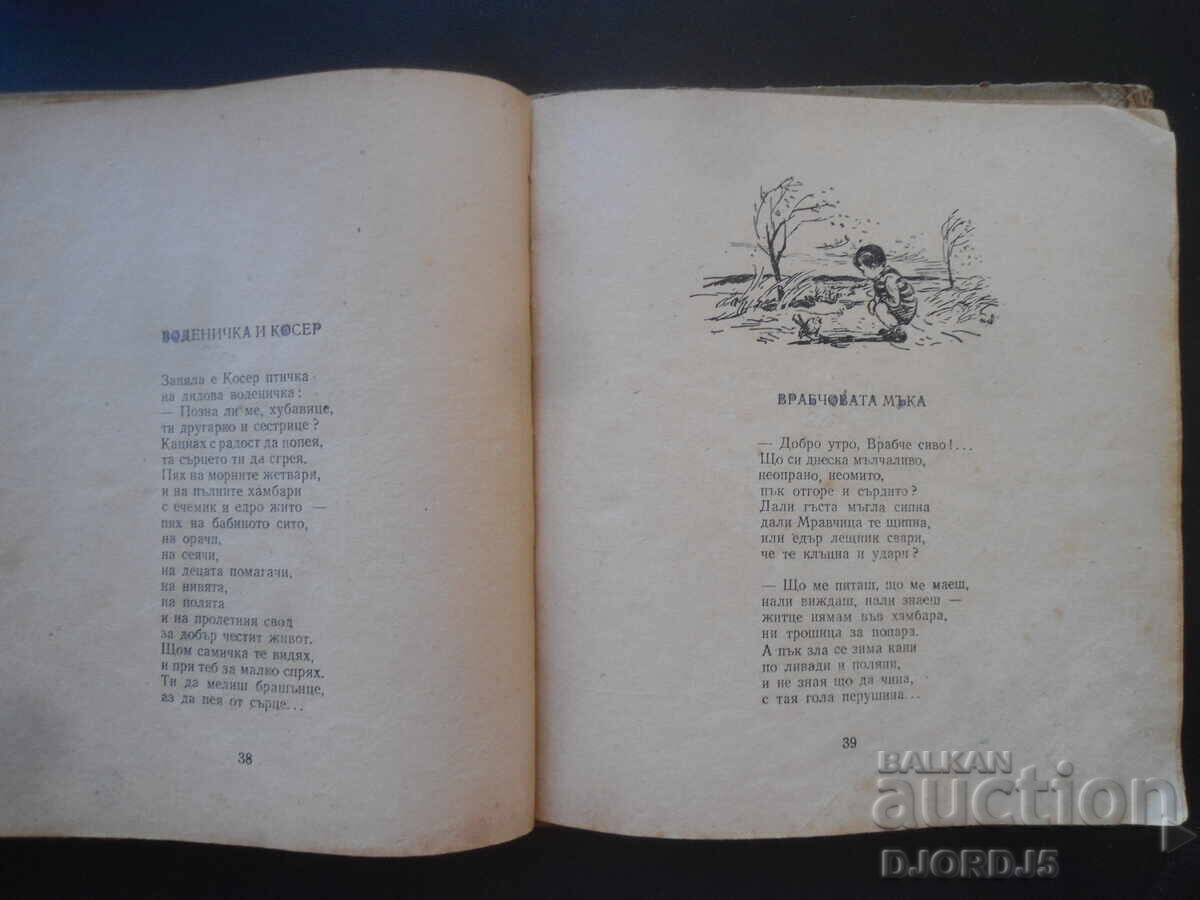 ВОДЕНИЧКА И КОСЕР
Запяла е Косер птичка
на дядова воденичка:
— Позна ли ме, хубавице,
ти другарко и сестрице?
Кацнах с радост да попея,
та сърцето ти да сгрея.
Пях на морните жетвари,
и на пълните хамбари
с ечемик и едро жито —
пях на бабиното сито,
на орачи,
на сеячи,
на децата помагачи,
на нивята,
на полята
и на пролетния свод
за добър честит живот.
Щом самичка те видях,
и при теб за малко спрях.
Ти да мелиш брашънце,
аз да пея от сърце...
38
ВРАБЧОВАТА МЪКА
— Добро утро, Врабче сиво!...
Що си днеска мълчаливо,
неопрано, неомито,
пък отгоре и сърдито?
Дали гъста мъгла сипна
дали Мравчица те щипна,
или едър лешник свари,
че те клъцна и удари?
— Що ме питаш, що ме маеш,
нали виждаш, нали знаеш —
житце нямам във хамбара,
ни трошица за попара.
А пък зла се зима кани
по ливади и поляни,
и не зная що да чина,
с тая гола перушина...
39
BALKAN
auction
DJORDJ5